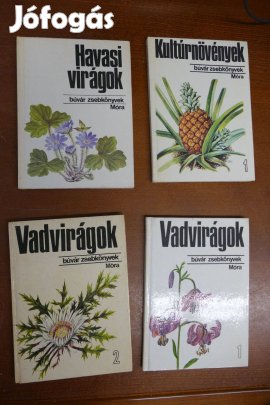 Jófogás
Havasi
virágok
búvár zsebkönyvek
Móra
Kultúrnövények
búvár zsebkönyvek
Móra
1
Vadvirágok
búvár zsebkönyvek
Móra
2
Vadvirágok
búvár zsebkönyvek
Móra
1